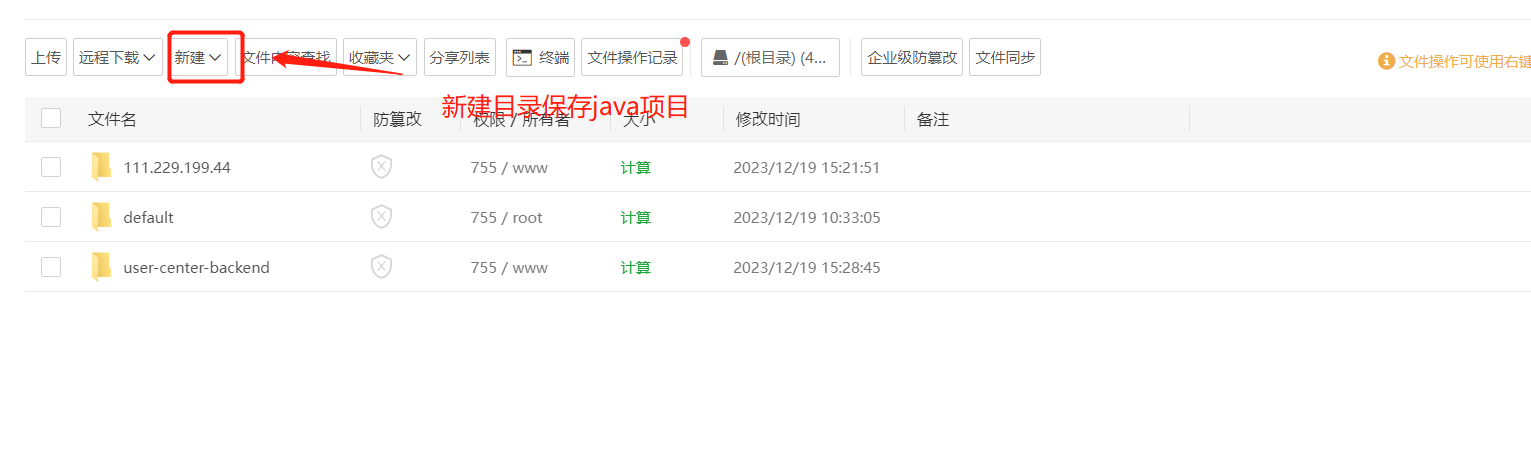 上传 远程下载 新建 文件内容查找 收藏夹 分享列表 终端 文件操作记录 /(根目录) (4... 企业级防篡改 文件同步 文件操作可使用右键
新建目录保存java项目
文件名 防篡改 权限 / 所有者 大小 修改时间 备注
111.229.199.44 755 / www 计算 2023/12/19 15:21:51
default 755 / root 计算 2023/12/19 10:33:05
user-center-backend 755 / www 计算 2023/12/19 15:28:45